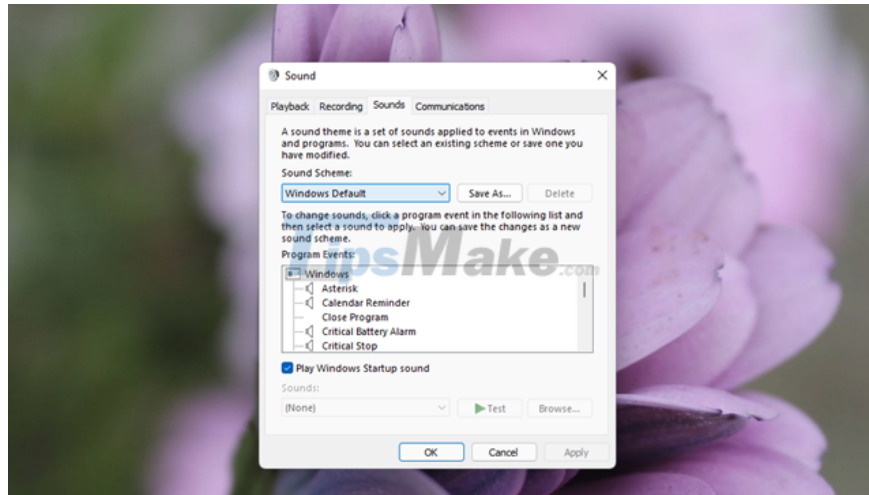 Sound
Playback Recording Sounds Communications
A sound theme is a set of sounds applied to events in Windows
and programs. You can select an existing scheme or save one you
have modified.
Sound Scheme:
Windows Default Save As... Delete
To change sounds, click a program event in the following list and
then select a sound to apply. You can save the changes as a new
sound scheme.
TipsMake.com
Program Events:
Windows
Asterisk
Calendar Reminder
Close Program
Critical Battery Alarm
Critical Stop
Play Windows Startup sound
Sounds:
(None) Test Browse...
OK Cancel Apply